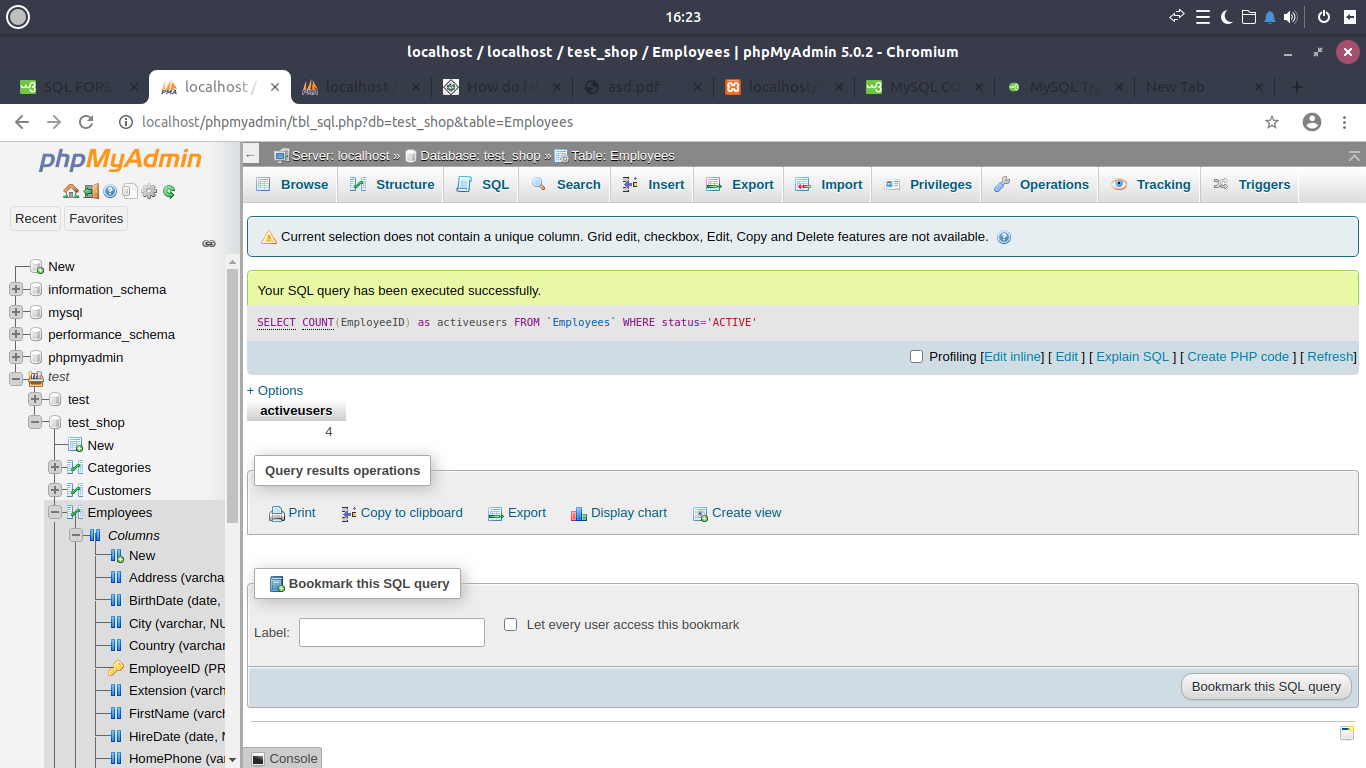 16:23
localhost / localhost / test_shop / Employees | phpMyAdmin 5.0.2 - Chromium
SQL FORE
localhost /
localhost /
How do I d
asd.pdf
localhost/
MySQL CO
MySQL Try
New Tab
localhost/phpmyadmin/tbl_sql.php?db=test_shop&table=Employees
phpMyAdmin
Recent
Favorites
New
information_schema
mysql
performance_schema
phpmyadmin
test
test
test_shop
New
Categories
Customers
Employees
Columns
New
Address (varcha
BirthDate (date,
City (varchar, NU
Country (varchar
EmployeeID (PR
Extension (varch
FirstName (varch
HireDate (date, N
HomePhone (var
Server: localhost » Database: test_shop » Table: Employees
Browse Structure SQL Search Insert Export Import Privileges Operations Tracking Triggers
Current selection does not contain a unique column. Grid edit, checkbox, Edit, Copy and Delete features are not available.
Your SQL query has been executed successfully.
SELECT COUNT(EmployeeID) as activeusers FROM `Employees` WHERE status='ACTIVE'
Profiling [Edit inline] [ Edit ] [ Explain SQL ] [ Create PHP code ] [ Refresh]
+ Options
activeusers
4
Query results operations
Print Copy to clipboard Export Display chart Create view
Bookmark this SQL query
Label:
Let every user access this bookmark
Bookmark this SQL query
Console